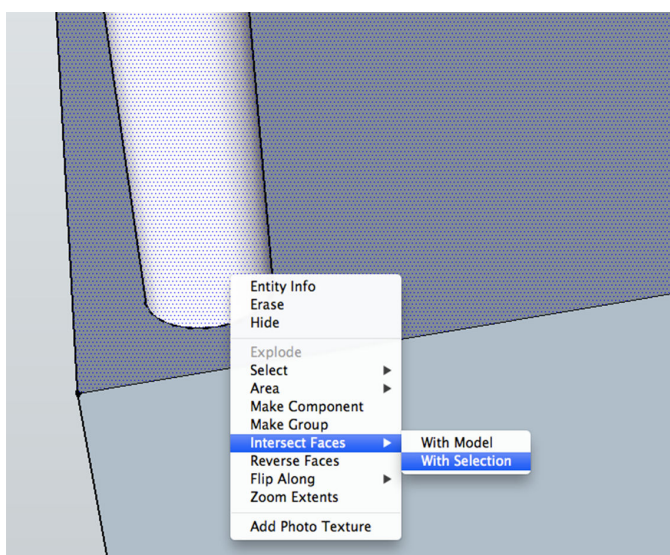 Entity Info
Erase
Hide
Explode
Select
Area
Make Component
Make Group
Intersect Faces
With Model
Reverse Faces
With Selection
Flip Along
Zoom Extents
Add Photo Texture